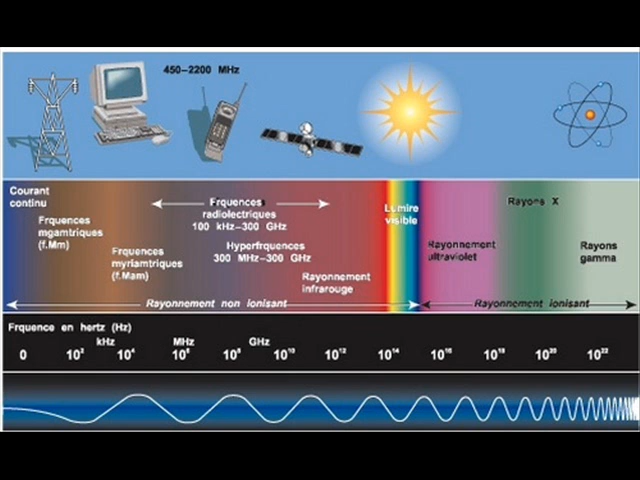 450–2200 MHz
Courant
continu
Frquences
mgamtriques
(f.Mm)
Frquences
myriamtriques
(f.Mam)
Frquences
radiolectriques
100 kHz–300 GHz
Hyperfrquences
300 MHz–300 GHz
Rayonnement
infrarouge
Lumire
visible
Rayonnement
ultraviolet
Rayons X
Rayons
gamma
Rayonnement non ionisant
Rayonnement ionisant
Frquence en hertz (Hz)
kHz MHz GHz
0 10² 10⁴ 10⁶ 10⁸ 10¹⁰ 10¹² 10¹⁴ 10¹⁶ 10¹⁸ 10²⁰ 10²²